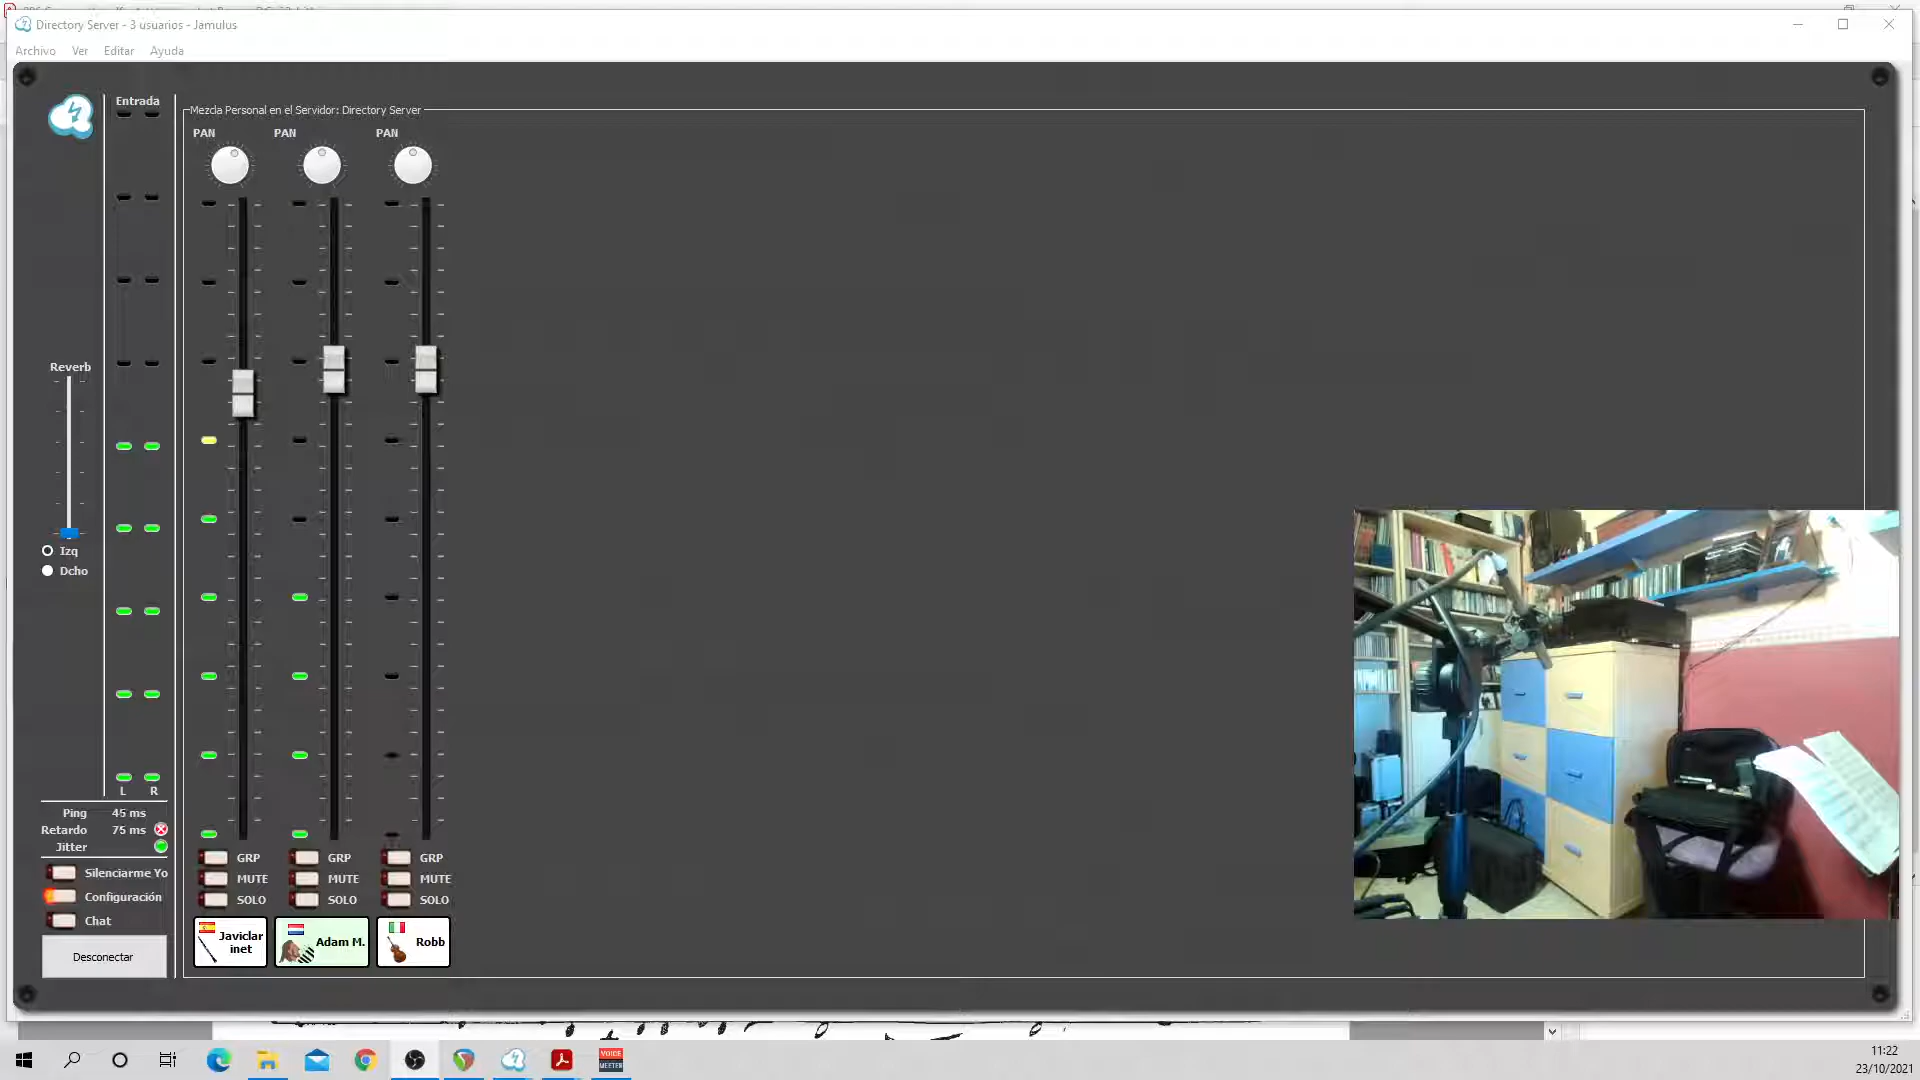 Directory Server - 3 usuarios - Jamulus
Archivo Ver Editar Ayuda
Entrada
Mezcla Personal en el Servidor: Directory Server
PAN PAN PAN
Reverb
Izq
Dcho
L R
Ping 45 ms
Retardo 75 ms
Jitter
Silenciarme Yo
Configuración
Chat
Desconectar
GRP GRP GRP
MUTE MUTE MUTE
SOLO SOLO SOLO
Javiclar
inet
Adam M.
Robb
VOICE
MEETER
11:22
23/10/2021